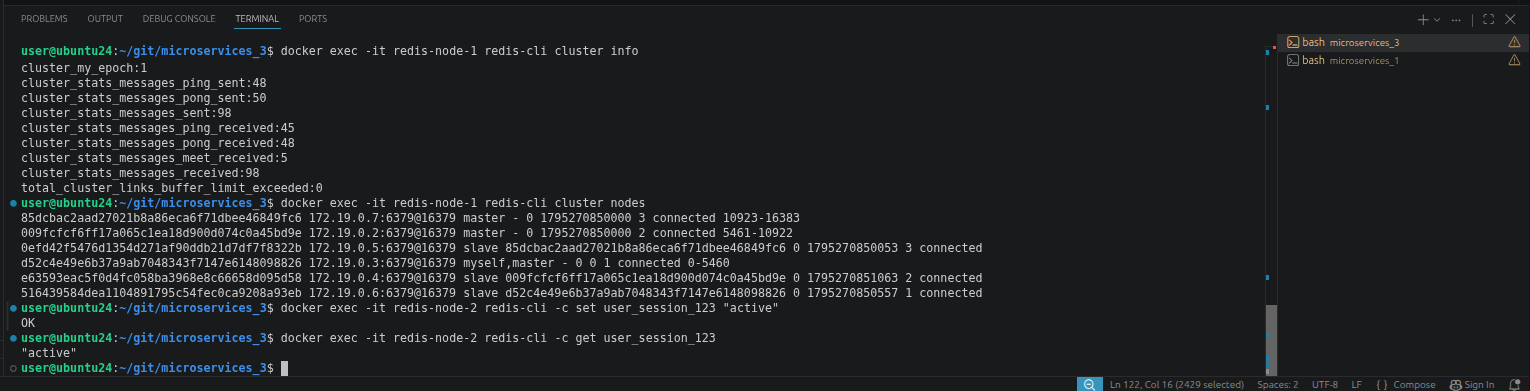 PROBLEMS OUTPUT DEBUG CONSOLE TERMINAL PORTS
user@ubuntu24:~/git/microservices_3$ docker exec -it redis-node-1 redis-cli cluster info
cluster_my_epoch:1
cluster_stats_messages_ping_sent:48
cluster_stats_messages_pong_sent:50
cluster_stats_messages_sent:98
cluster_stats_messages_ping_received:45
cluster_stats_messages_pong_received:48
cluster_stats_messages_meet_received:5
cluster_stats_messages_received:98
total_cluster_links_buffer_limit_exceeded:0
user@ubuntu24:~/git/microservices_3$ docker exec -it redis-node-1 redis-cli cluster nodes
85dcbac2aad27021b8a86eca6f71dbee46849fc6 172.19.0.7:6379@16379 master - 0 1795270850000 3 connected 10923-16383
009fcfcf6ff17a065c1ea18d900d074c0a45bd9e 172.19.0.2:6379@16379 master - 0 1795270850000 2 connected 5461-10922
0efd42f5476d1354d271af90ddb21d7df7f8322b 172.19.0.5:6379@16379 slave 85dcbac2aad27021b8a86eca6f71dbee46849fc6 0 1795270850053 3 connected
d52c4e49e6b37a9ab7048343f7147e6148098826 172.19.0.3:6379@16379 myself,master - 0 0 1 connected 0-5460
e63593eac5f0d4fc058ba3968e8c66658d095d58 172.19.0.4:6379@16379 slave 009fcfcf6ff17a065c1ea18d900d074c0a45bd9e 0 1795270851063 2 connected
516439584dea1104891795c54fec0ca9208a93eb 172.19.0.6:6379@16379 slave d52c4e49e6b37a9ab7048343f7147e6148098826 0 1795270850557 1 connected
user@ubuntu24:~/git/microservices_3$ docker exec -it redis-node-2 redis-cli -c set user_session_123 "active"
OK
user@ubuntu24:~/git/microservices_3$ docker exec -it redis-node-2 redis-cli -c get user_session_123
"active"
user@ubuntu24:~/git/microservices_3$
bash microservices_3
bash microservices_1
Ln 122, Col 16 (2429 selected) Spaces: 2 UTF-8 LF { } Compose Sign In